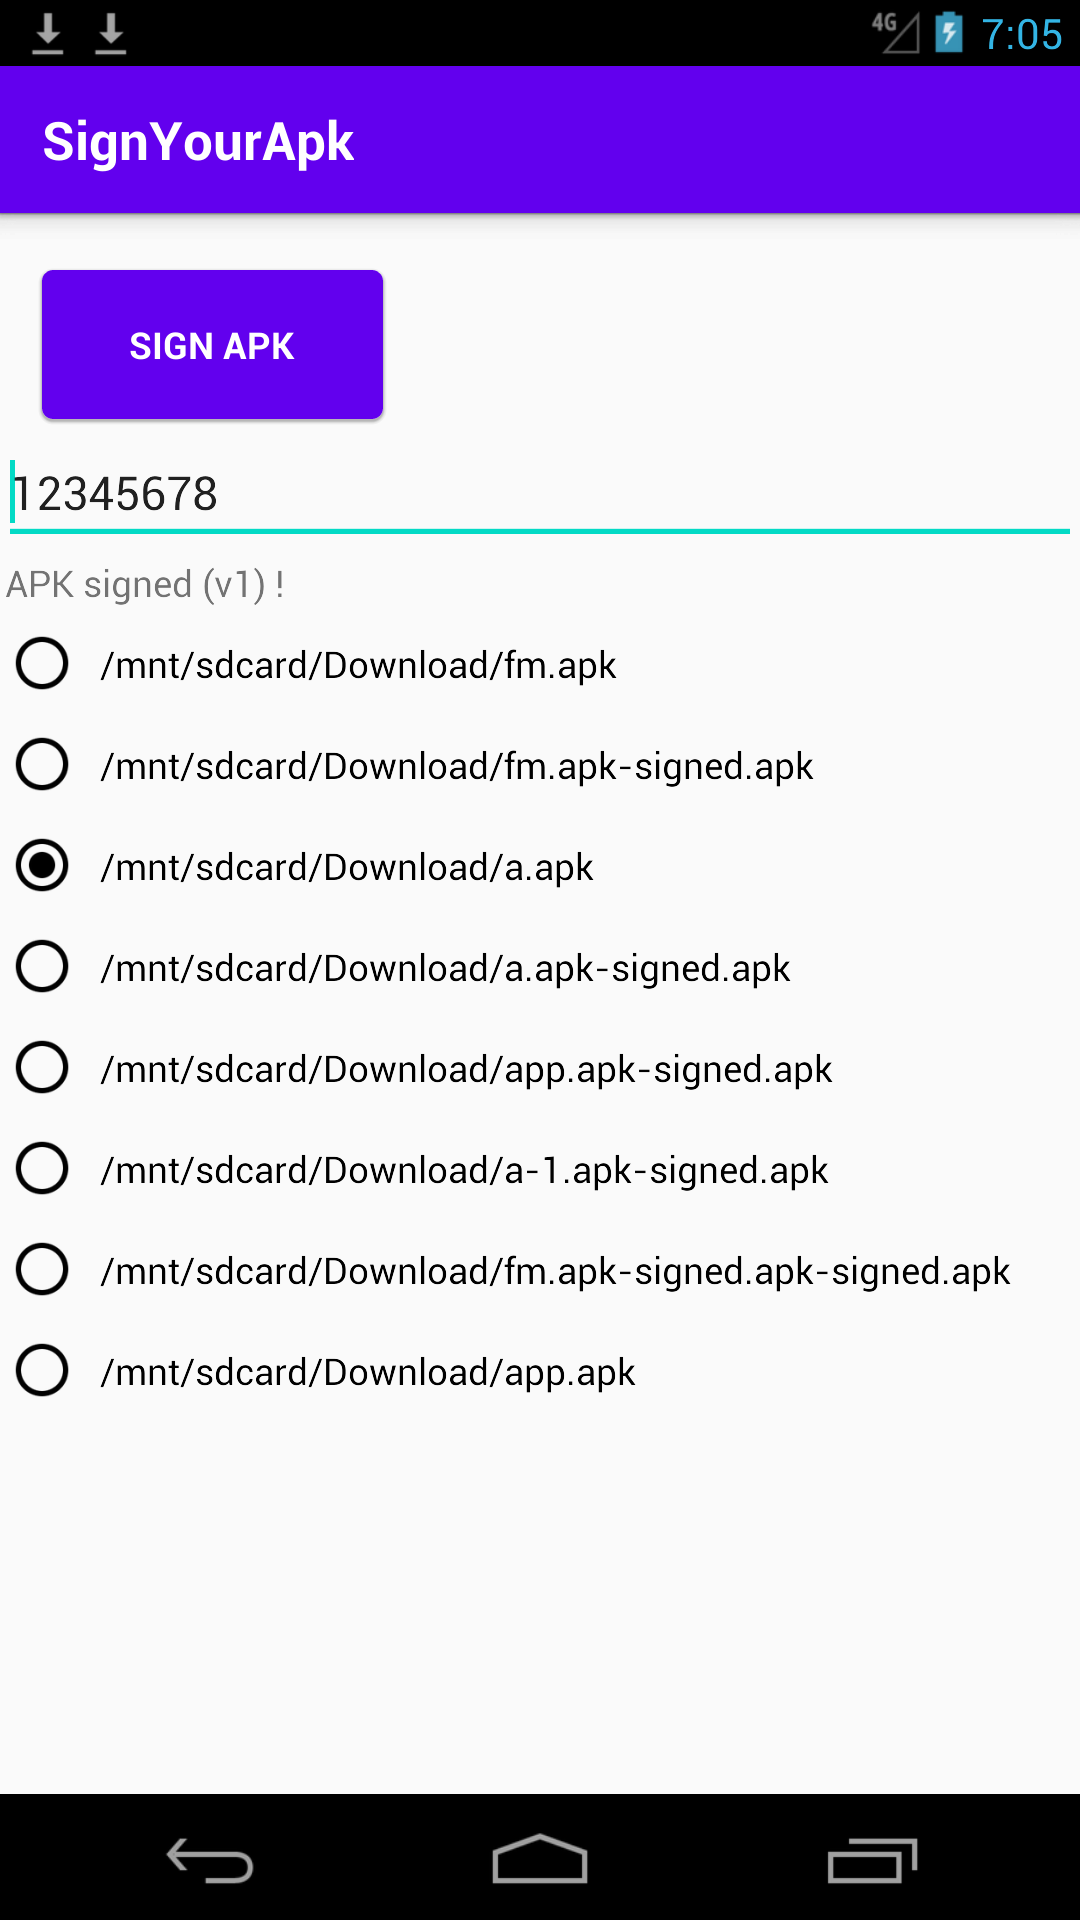 4G 7:05
SignYourApk
SIGN APK
12345678
APK signed (v1) !
/mnt/sdcard/Download/fm.apk
/mnt/sdcard/Download/fm.apk-signed.apk
/mnt/sdcard/Download/a.apk
/mnt/sdcard/Download/a.apk-signed.apk
/mnt/sdcard/Download/app.apk-signed.apk
/mnt/sdcard/Download/a-1.apk-signed.apk
/mnt/sdcard/Download/fm.apk-signed.apk-signed.apk
/mnt/sdcard/Download/app.apk